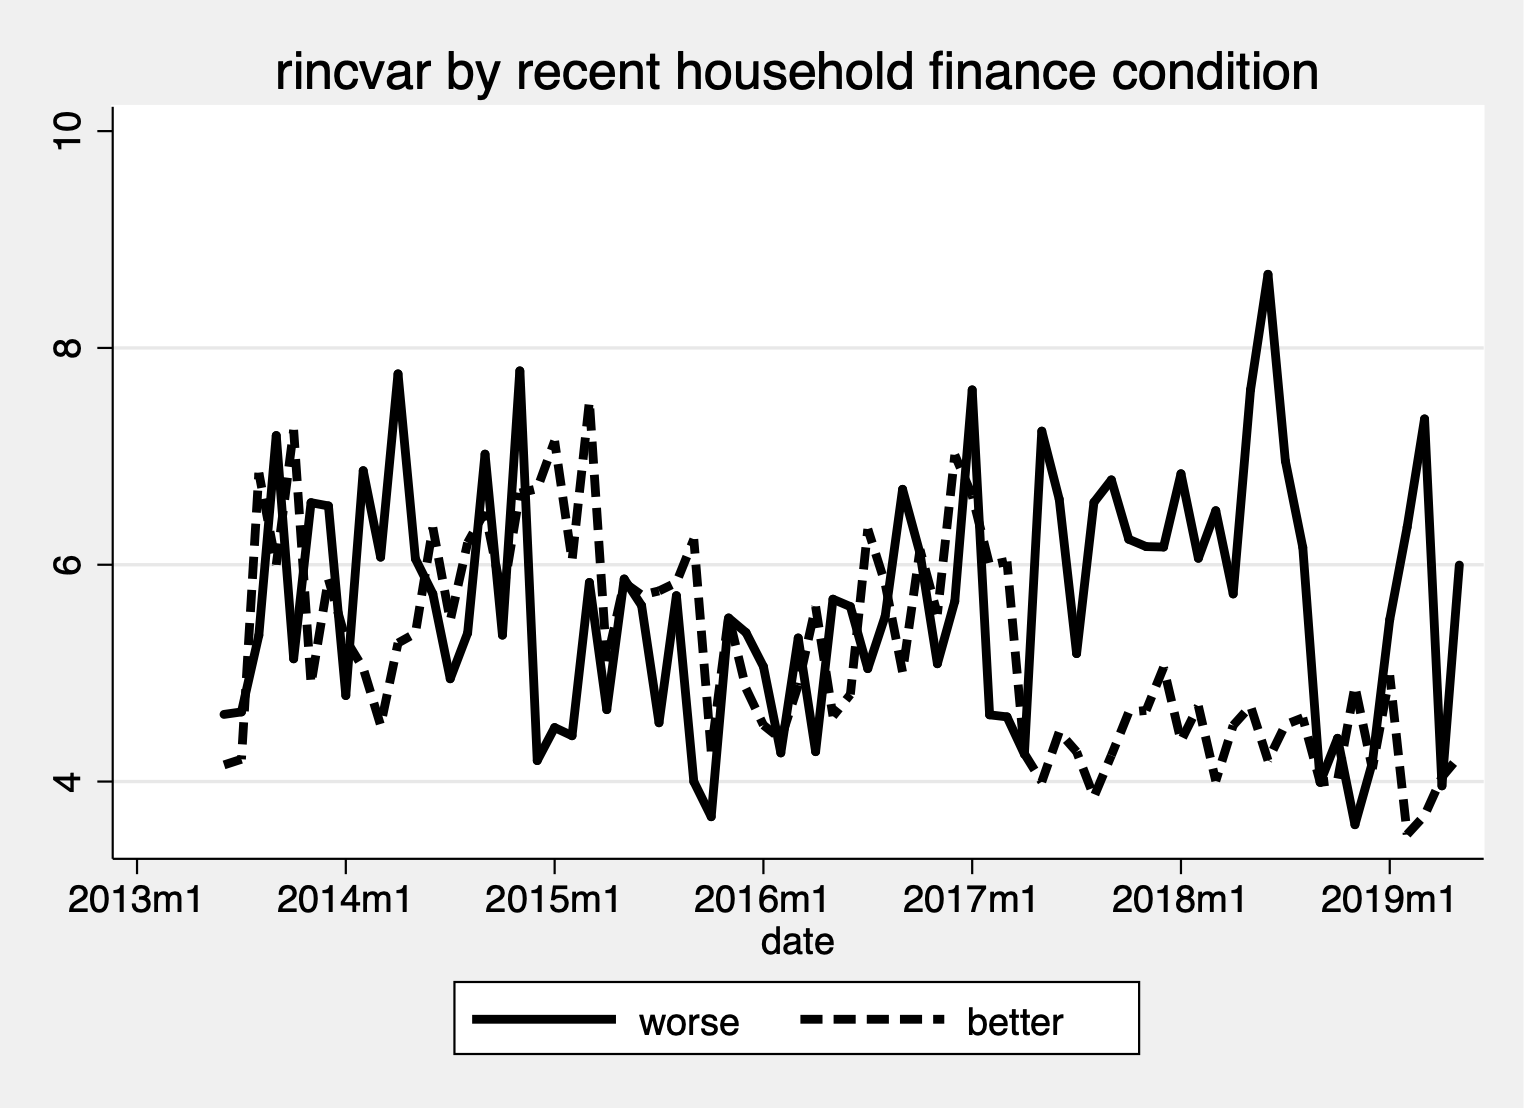 rincvar by recent household finance condition
10
8
6
4
2013m1 2014m1 2015m1 2016m1 2017m1 2018m1 2019m1
date
worse better